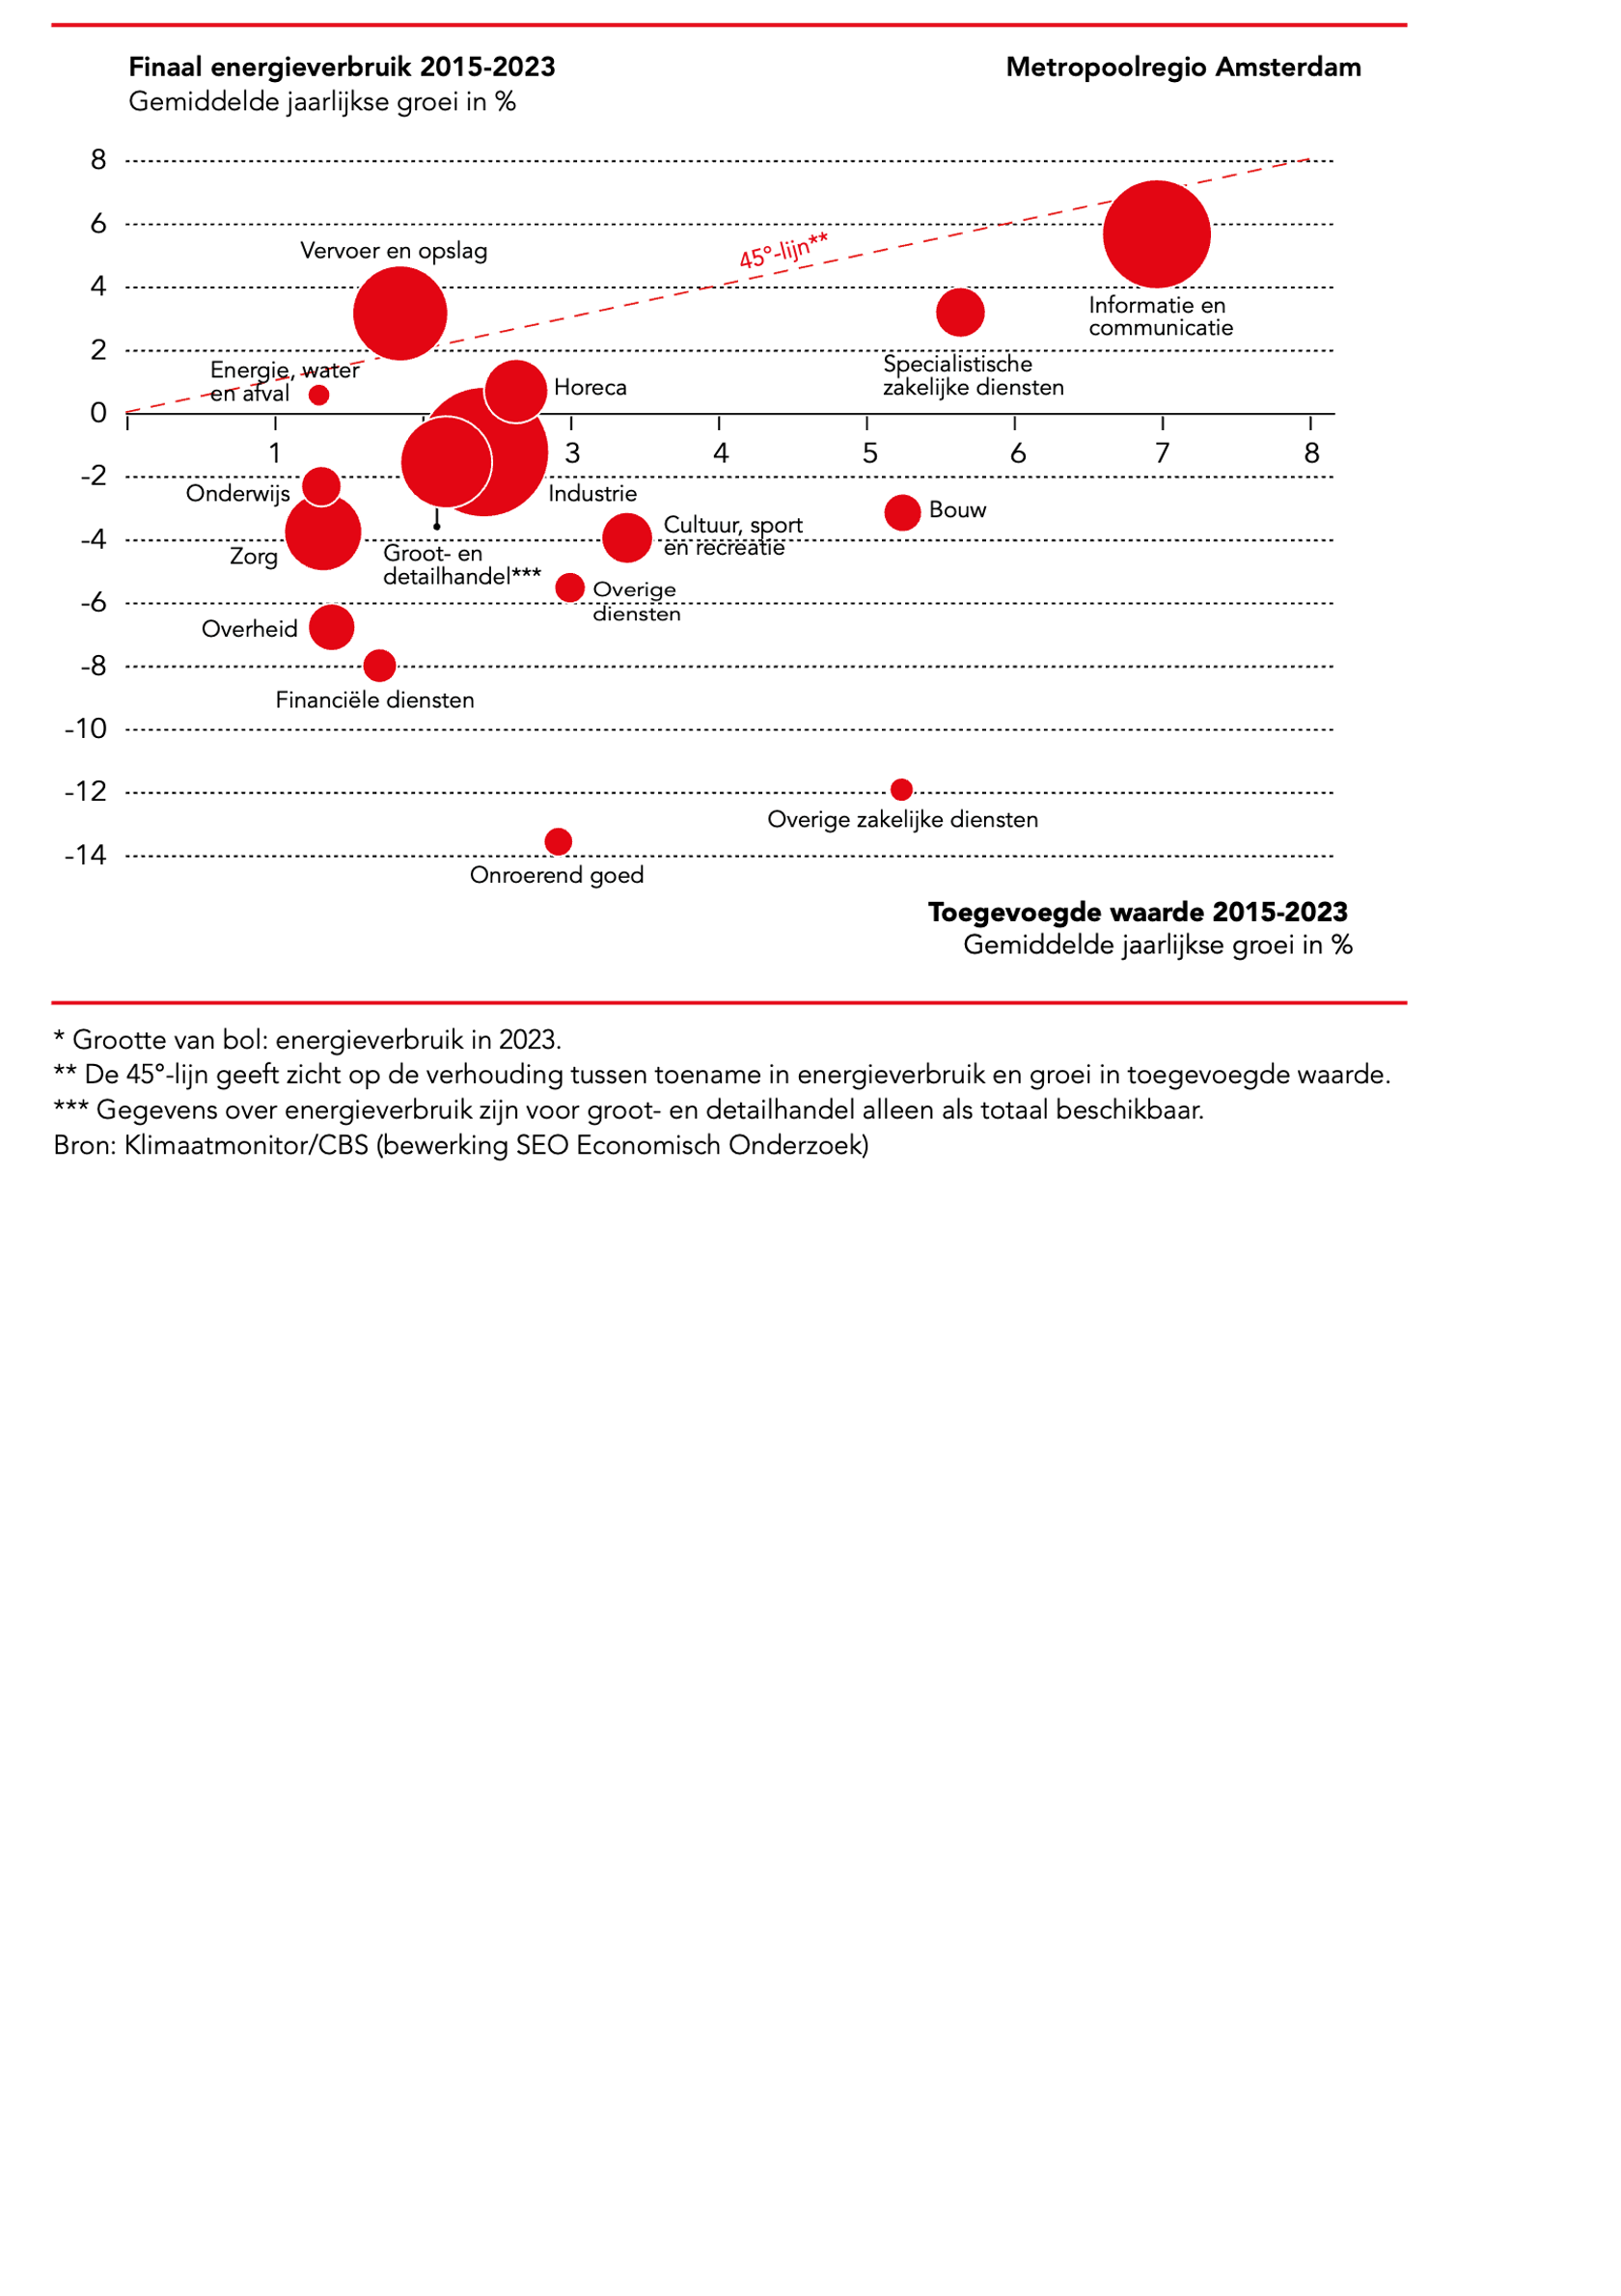 Finaal energieverbruik 2015-2023
Metropoolregio Amsterdam
Gemiddelde jaarlijkse groei in %
8
6
Vervoer en opslag
45°-lijn**
4
Informatie en
communicatie
2
Energie, water
en afval
Specialistische
zakelijke diensten
Horeca
0
1
3
4
5
6
7
8
-2
Onderwijs
Industrie
Bouw
Cultuur, sport
en recreatie
-4
Zorg
Groot- en
detailhandel***
Overige
diensten
-6
Overheid
-8
Financiële diensten
-10
-12
Overige zakelijke diensten
-14
Onroerend goed
Toegevoegde waarde 2015-2023
Gemiddelde jaarlijkse groei in %
* Grootte van bol: energieverbruik in 2023.
** De 45°-lijn geeft zicht op de verhouding tussen toename in energieverbruik en groei in toegevoegde waarde.
*** Gegevens over energieverbruik zijn voor groot- en detailhandel alleen als totaal beschikbaar.
Bron: Klimaatmonitor/CBS (bewerking SEO Economisch Onderzoek)